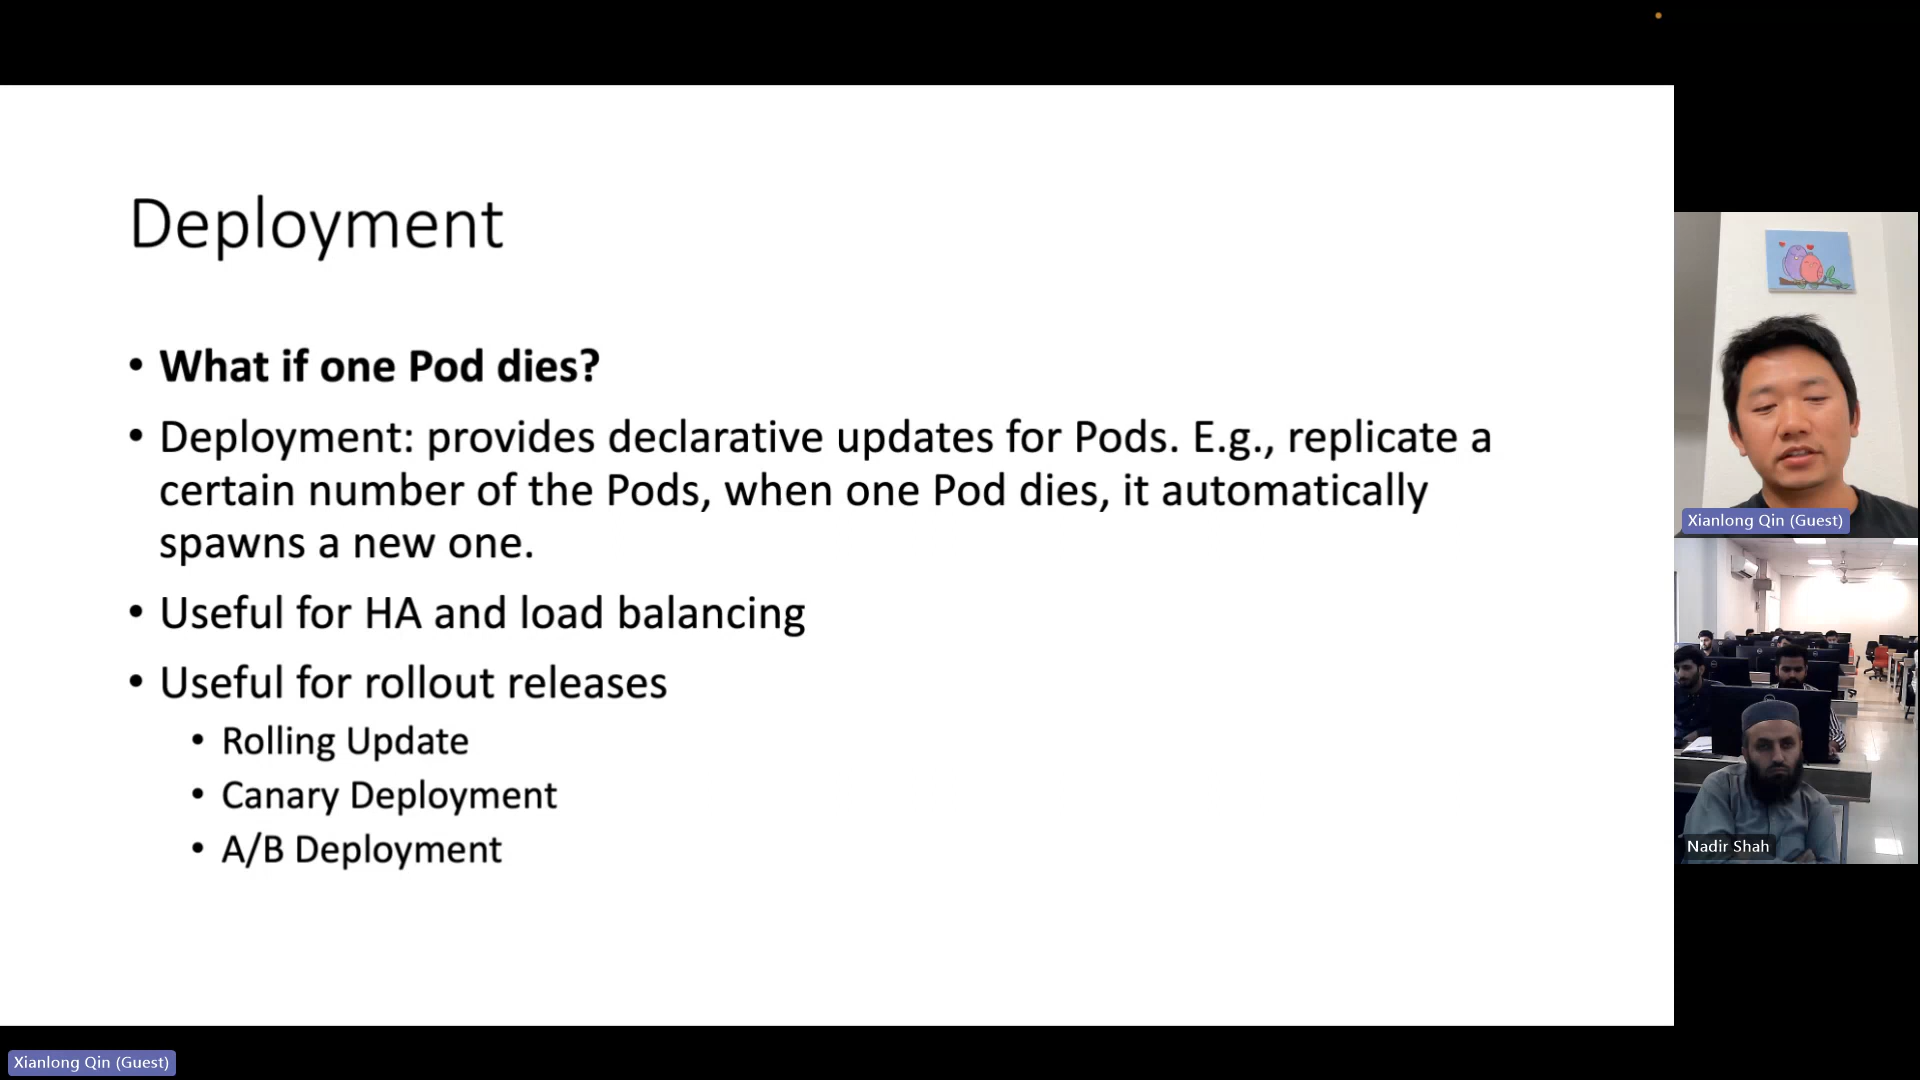 Deployment
• What if one Pod dies?
• Deployment: provides declarative updates for Pods. E.g., replicate a
certain number of the Pods, when one Pod dies, it automatically
spawns a new one.
• Useful for HA and load balancing
• Useful for rollout releases
• Rolling Update
• Canary Deployment
• A/B Deployment
Xianlong Qin (Guest)
Nadir Shah
Xianlong Qin (Guest)